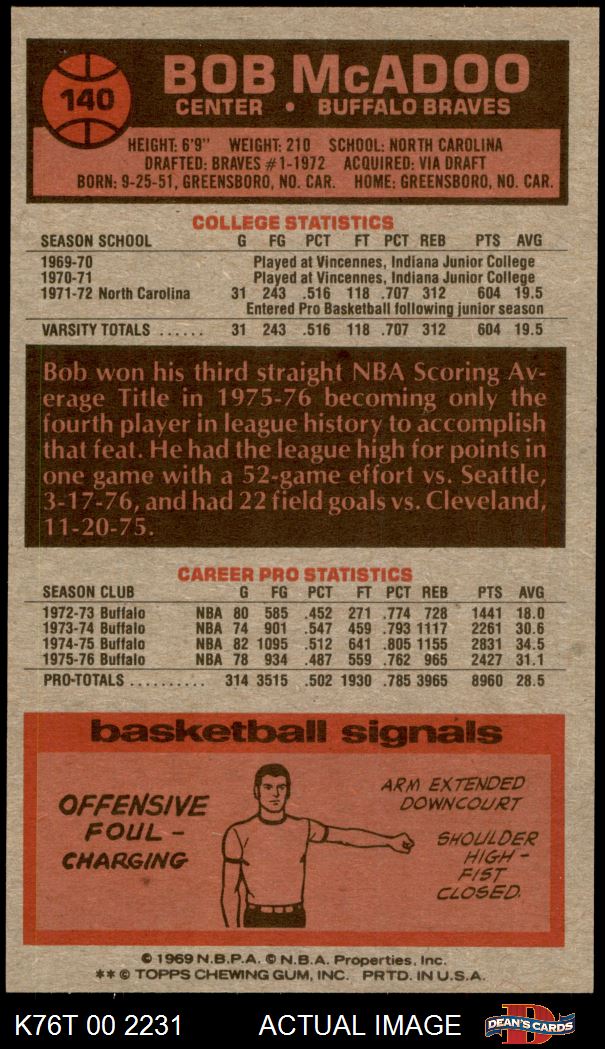 140
BOB McADOO
CENTER • BUFFALO BRAVES
HEIGHT: 6'9" WEIGHT: 210 SCHOOL: NORTH CAROLINA
DRAFTED: BRAVES #1-1972 ACQUIRED: VIA DRAFT
BORN: 9-25-51, GREENSBORO, NO. CAR. HOME: GREENSBORO, NO. CAR.
COLLEGE STATISTICS
SEASON SCHOOL G FG PCT FT PCT REB PTS AVG
1969-70 Played at Vincennes, Indiana Junior College
1970-71 Played at Vincennes, Indiana Junior College
1971-72 North Carolina 31 243 .516 118 .707 312 604 19.5
Entered Pro Basketball following junior season
VARSITY TOTALS ...... 31 243 .516 118 .707 312 604 19.5
Bob won his third straight NBA Scoring Av-
erage Title in 1975-76 becoming only the
fourth player in league history to accomplish
that feat. He had the league high for points in
one game with a 52-game effort vs. Seattle,
3-17-76, and had 22 field goals vs. Cleveland,
11-20-75.
CAREER PRO STATISTICS
SEASON CLUB G FG PCT FT PCT REB PTS AVG
1972-73 Buffalo NBA 80 585 .452 271 .774 728 1441 18.0
1973-74 Buffalo NBA 74 901 .547 459 .793 1117 2261 30.6
1974-75 Buffalo NBA 82 1095 .512 641 .805 1155 2831 34.5
1975-76 Buffalo NBA 78 934 .487 559 .762 965 2427 31.1
PRO-TOTALS .......... 314 3515 .502 1930 .785 3965 8960 28.5
basketball signals
OFFENSIVE
FOUL -
CHARGING
ARM EXTENDED
DOWNCOURT
SHOULDER
HIGH -
FIST
CLOSED.
© 1969 N.B.P.A. © N.B.A. Properties, Inc.
** © TOPPS CHEWING GUM, INC. PRTD. IN U.S.A.
K76T 00 2231 ACTUAL IMAGE
D
DEAN'S CARDS